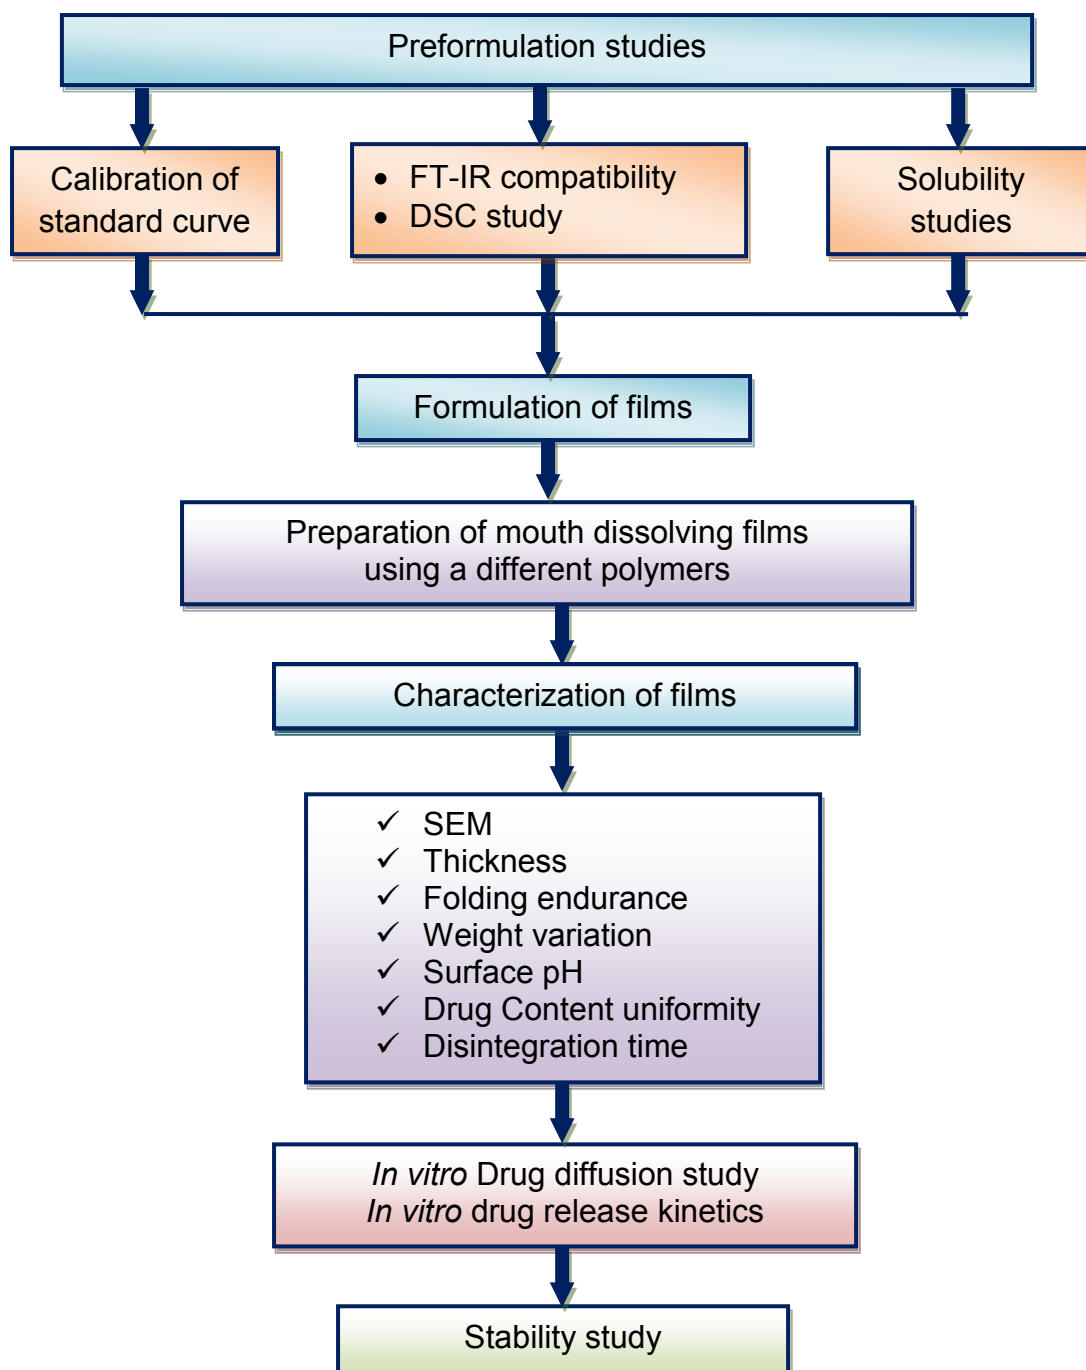 Preformulation studies
Calibration of
standard curve
• FT-IR compatibility
• DSC study
Solubility
studies
Formulation of films
Preparation of mouth dissolving films
using a different polymers
Characterization of films
✓ SEM
✓ Thickness
✓ Folding endurance
✓ Weight variation
✓ Surface pH
✓ Drug Content uniformity
✓ Disintegration time
In vitro Drug diffusion study
In vitro drug release kinetics
Stability study